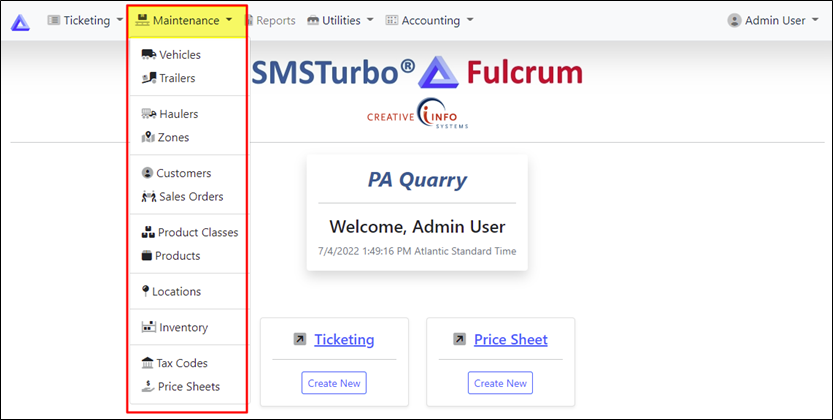 Ticketing Maintenance Reports Utilities Accounting Admin User
Vehicles
Trailers
Haulers
Zones
Customers
Sales Orders
Product Classes
Products
Locations
Inventory
Tax Codes
Price Sheets
SMSTurbo® Fulcrum
CREATIVE INFO
SYSTEMS
PA Quarry
Welcome, Admin User
7/4/2022 1:49:16 PM Atlantic Standard Time
Ticketing
Create New
Price Sheet
Create New